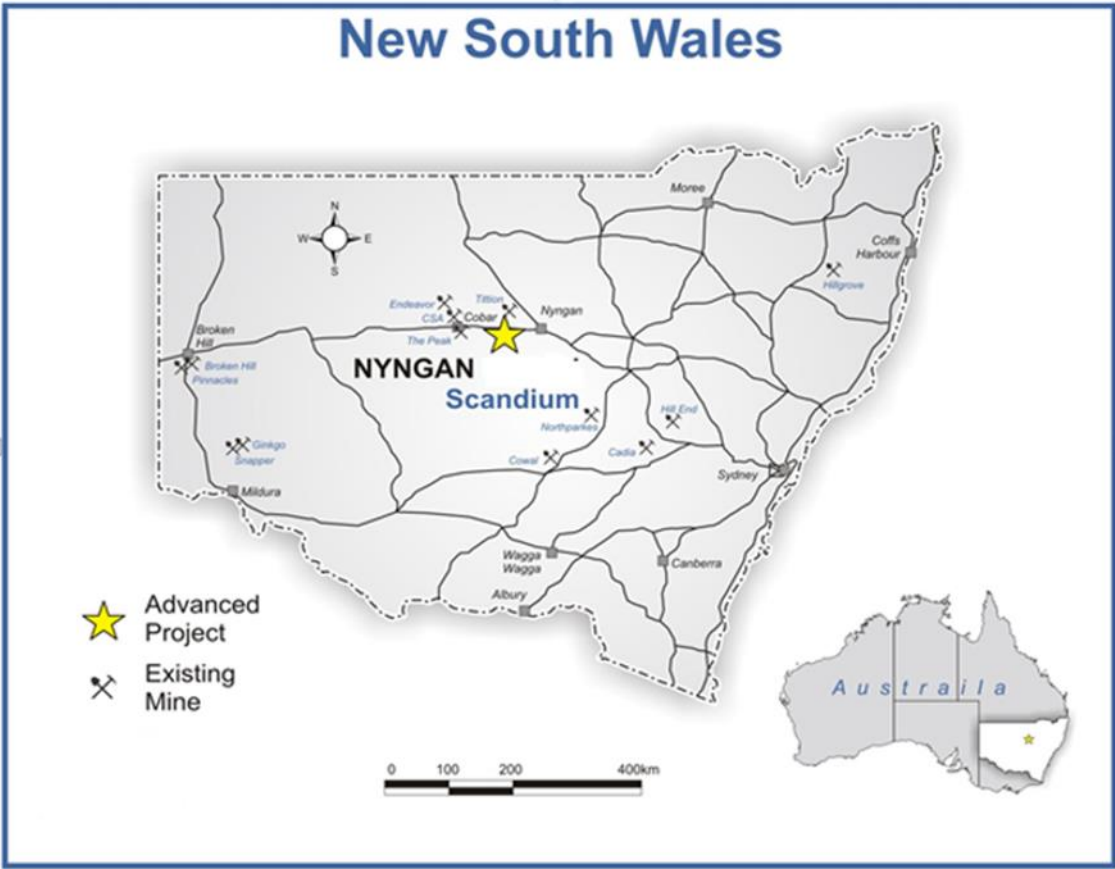 New South Wales
N
W
E
S
Moree
Coffs
Harbour
Hillgrove
Endeavor
Tittion
CSA
Cobar
Nyngan
The Peak
Broken
Hill
Broken Hill
Pinnacles
NYNGAN
Scandium
Northparkes
Hill End
Cowal
Cadia
Sydney
Ginkgo
Snapper
Mildura
Wagga
Wagga
Canberra
Albury
Advanced
Project
Existing
Mine
Austraila
0 100 200 400km